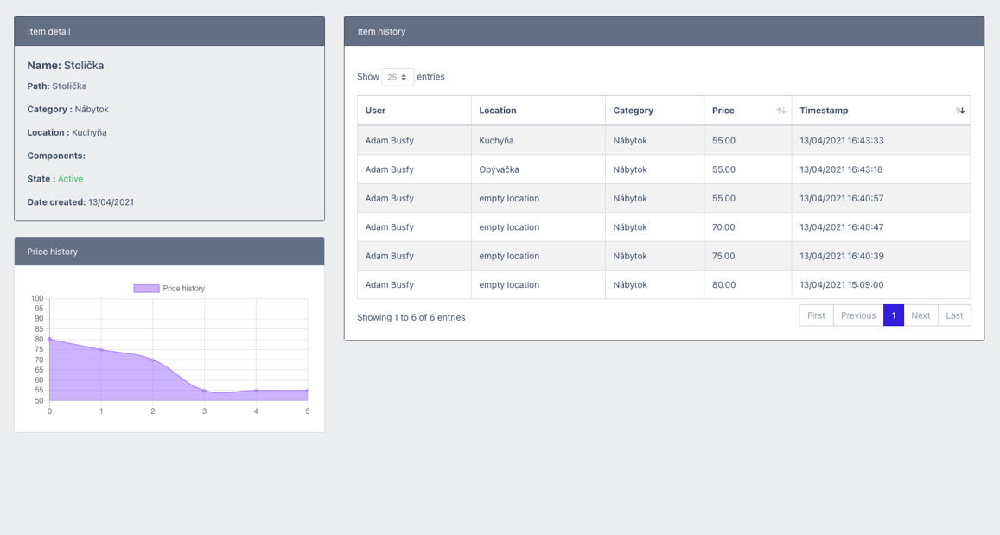 Item detail
Name: Stolička
Path: Stolička
Category : Nábytok
Location : Kuchyňa
Components:
State : Active
Date created: 13/04/2021
Price history
Price history
100
95
90
85
80
75
70
65
60
55
50
0 1 2 3 4 5
Item history
Show 25 entries
User Location Category Price Timestamp
Adam Busfy Kuchyňa Nábytok 55.00 13/04/2021 16:43:33
Adam Busfy Obývačka Nábytok 55.00 13/04/2021 16:43:18
Adam Busfy empty location Nábytok 55.00 13/04/2021 16:40:57
Adam Busfy empty location Nábytok 70.00 13/04/2021 16:40:47
Adam Busfy empty location Nábytok 75.00 13/04/2021 16:40:39
Adam Busfy empty location Nábytok 80.00 13/04/2021 15:09:00
Showing 1 to 6 of 6 entries
First Previous 1 Next Last